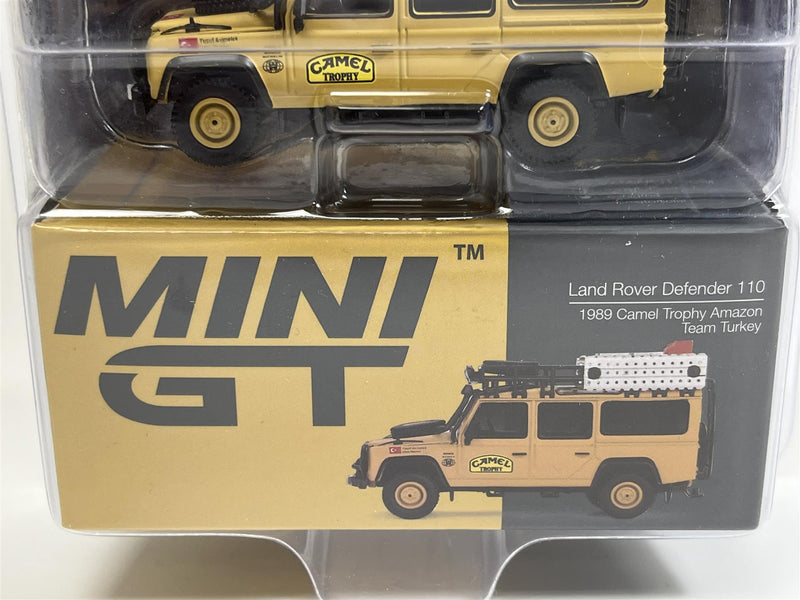 CAMEL
TROPHY
MINI
GT
TM
Land Rover Defender 110
1989 Camel Trophy Amazon
Team Turkey
CAMEL
TROPHY